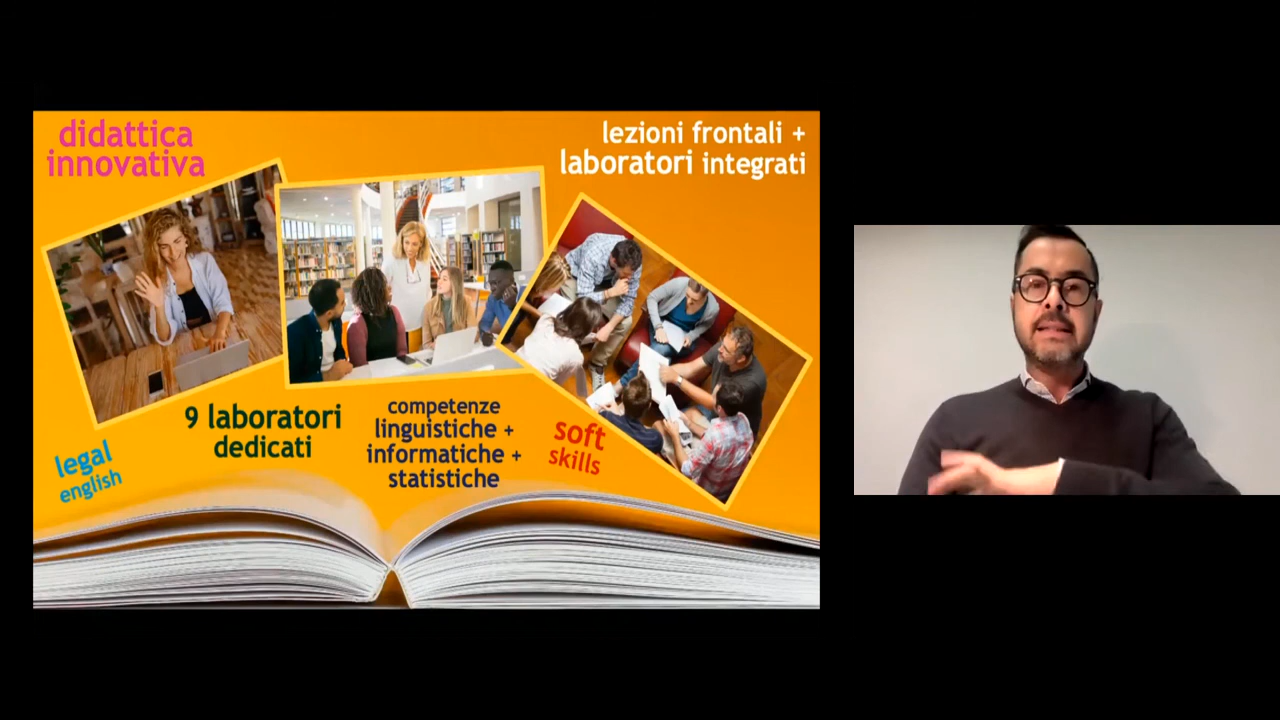 didattica
innovativa
lezioni frontali +
laboratori integrati
9 laboratori
dedicati
competenze
linguistiche +
informatiche +
statistiche
soft
skills
legal
english